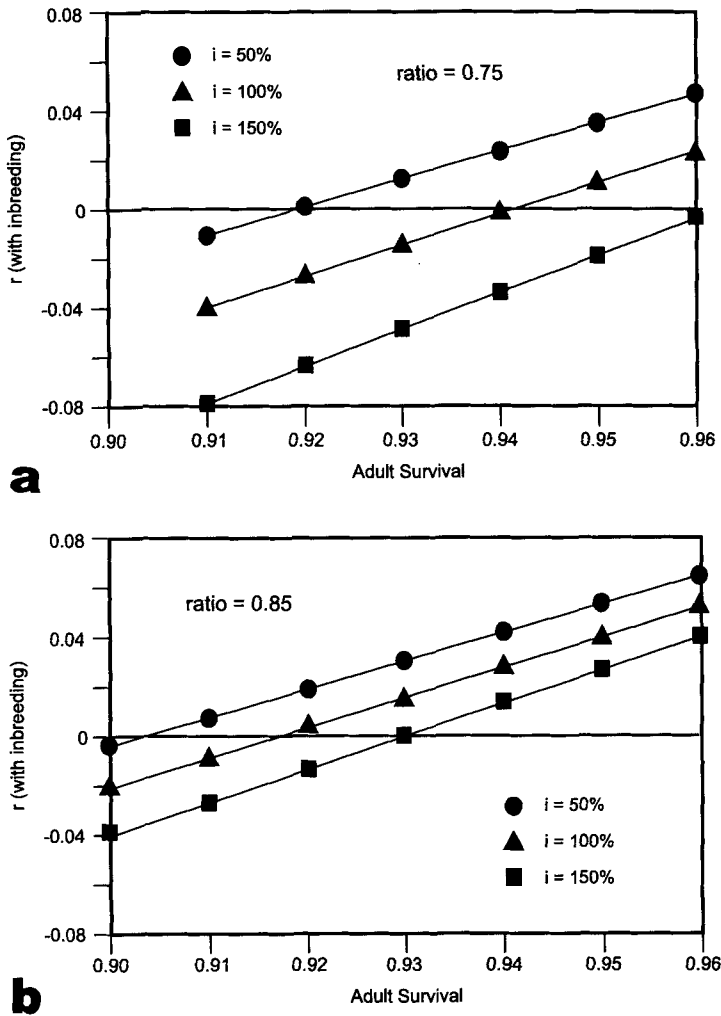 0.08
i = 50%
ratio = 0.75
i = 100%
i = 150%
0.04
0
-0.04
-0.08
r (with inbreeding)
0.90 0.91 0.92 0.93 0.94 0.95 0.96
Adult Survival
a
0.08
ratio = 0.85
0.04
0
-0.04
-0.08
r (with inbreeding)
i = 50%
i = 100%
i = 150%
0.90 0.91 0.92 0.93 0.94 0.95 0.96
Adult Survival
b